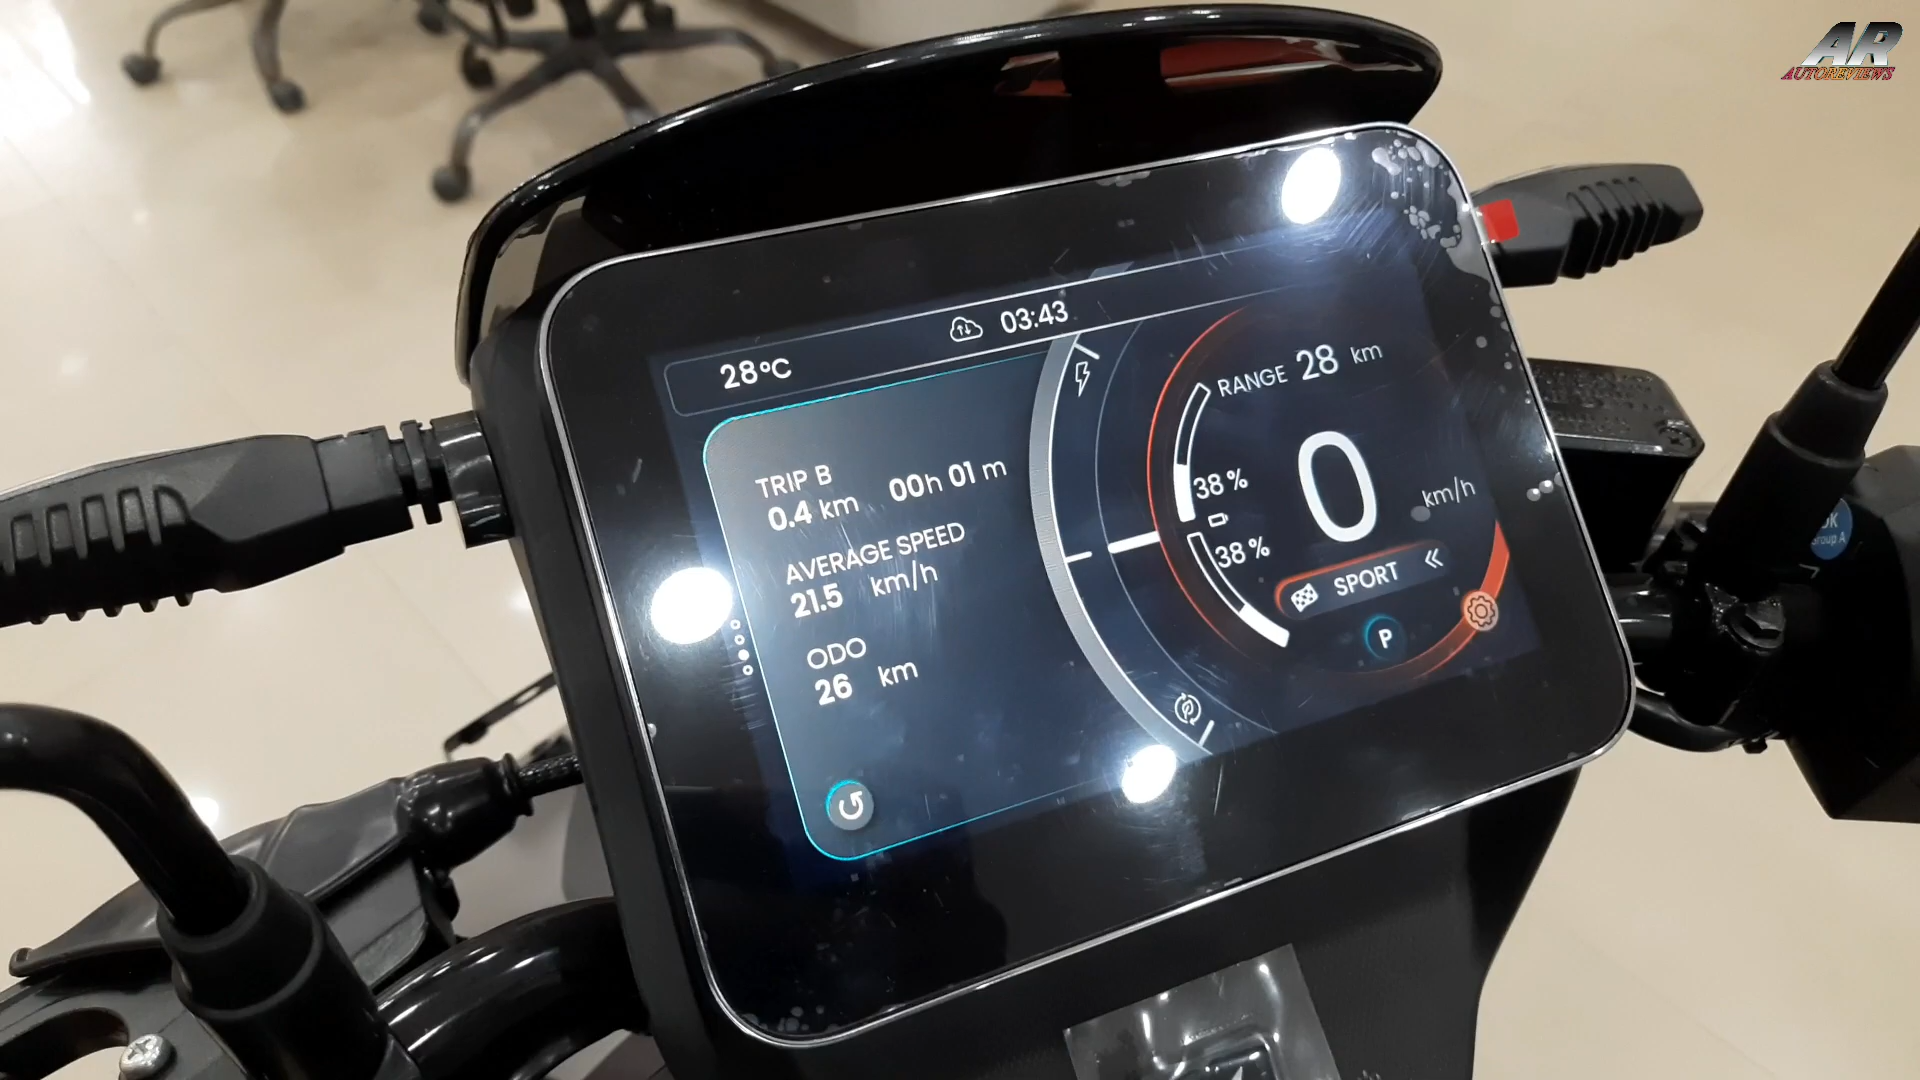 AR
AUTOREVIEWS
28°C
03:43
TRIP B
0.4 km 00h 01 m
AVERAGE SPEED
21.5 km/h
ODO
26 km
RANGE 28 km
38 %
38 %
0 km/h
SPORT
P
Group A